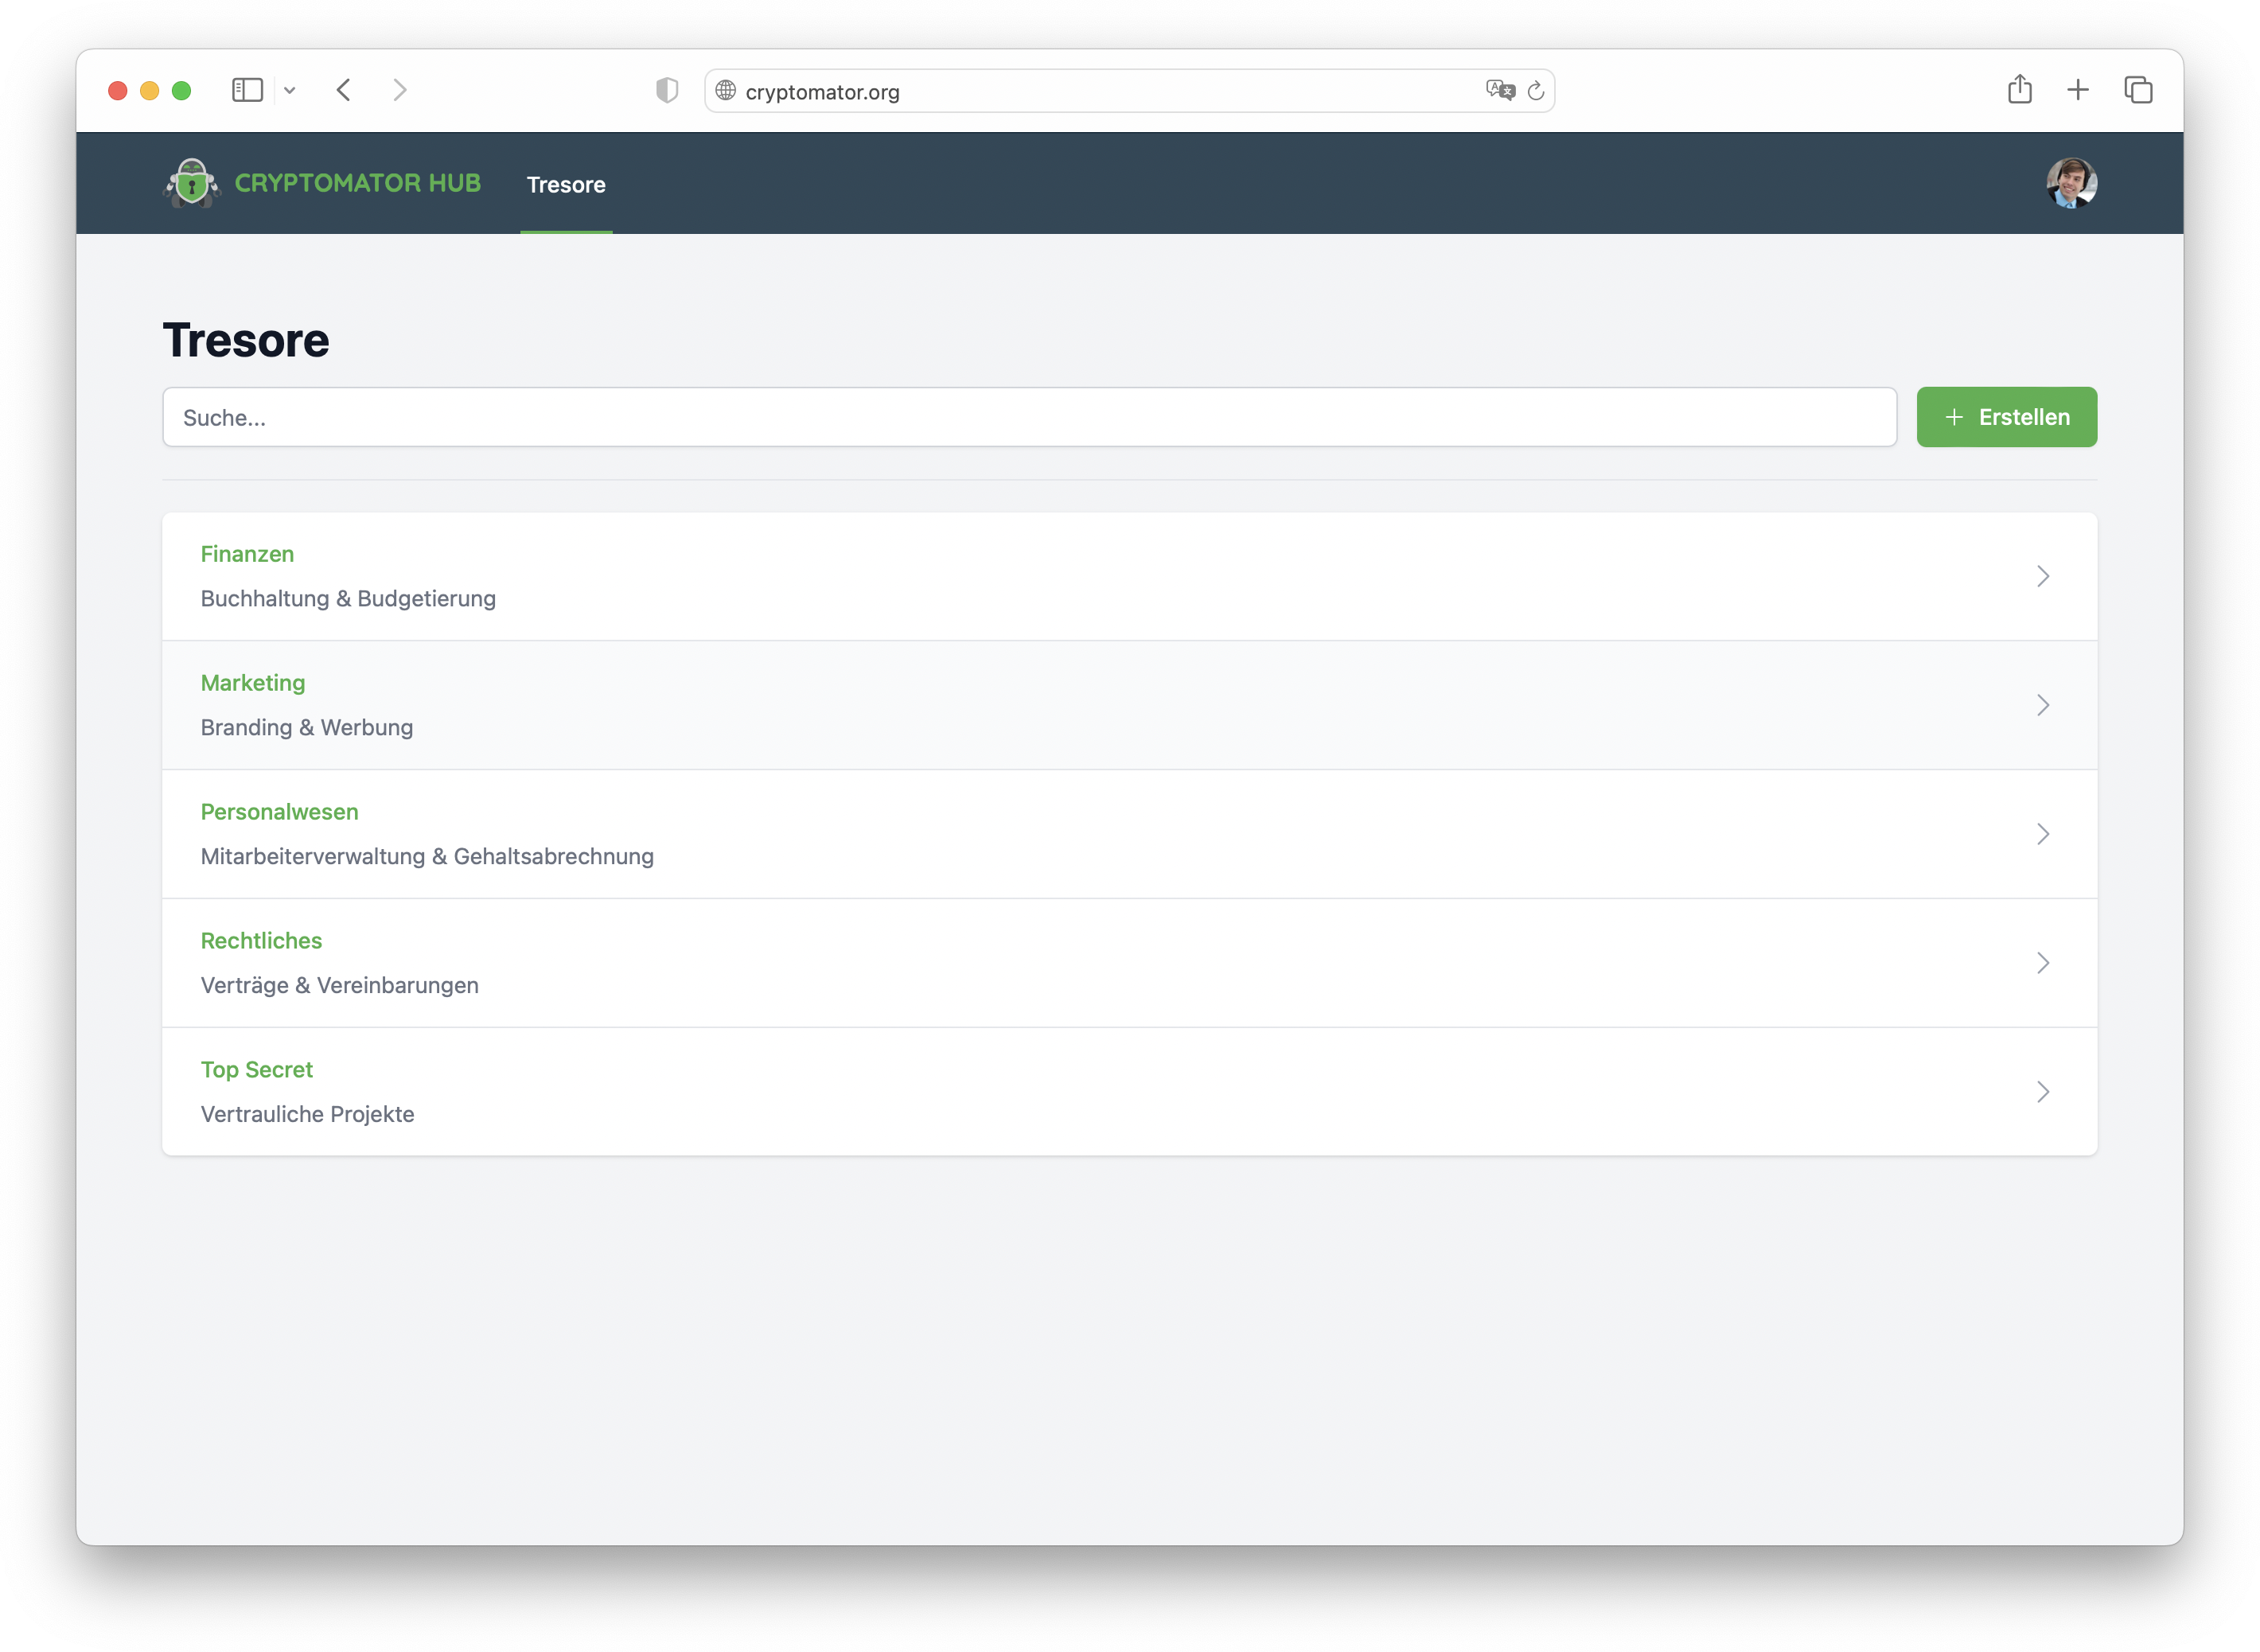 cryptomator.org
CRYPTOMATOR HUB
Tresore
Tresore
Suche...
+ Erstellen
Finanzen
Buchhaltung & Budgetierung
Marketing
Branding & Werbung
Personalwesen
Mitarbeiterverwaltung & Gehaltsabrechnung
Rechtliches
Verträge & Vereinbarungen
Top Secret
Vertrauliche Projekte